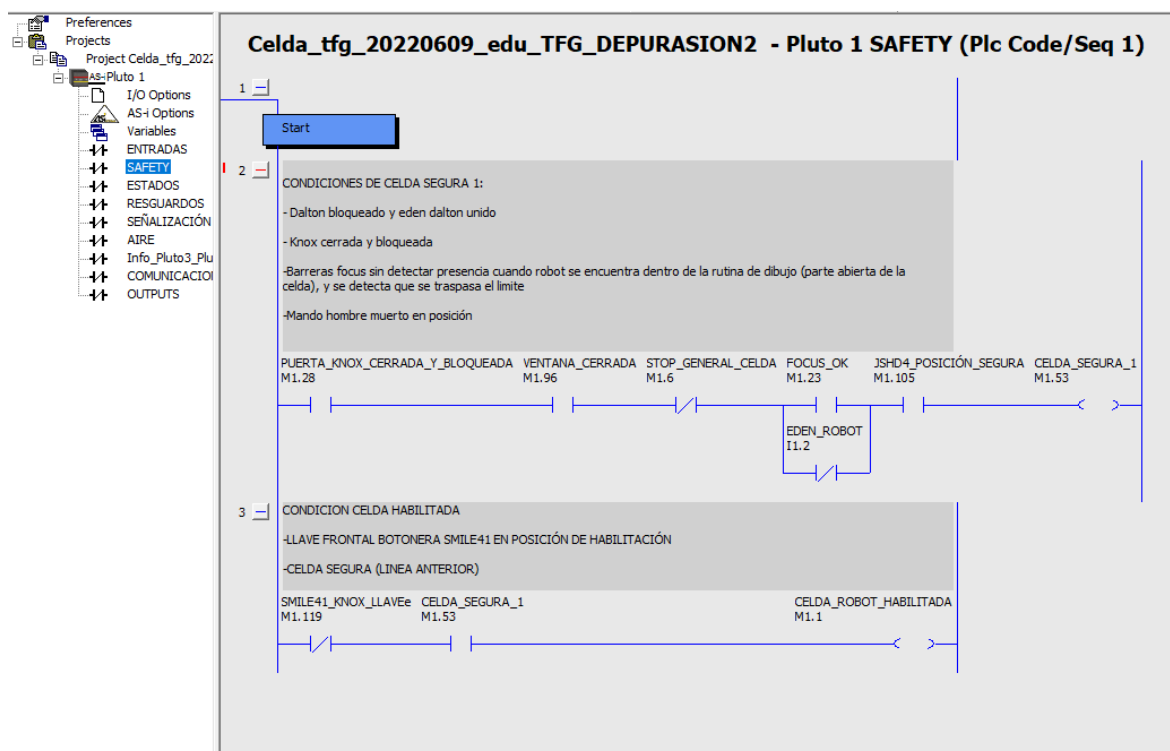 Preferences
Projects
Project Celda_tfg_202
AS-i Pluto 1
I/O Options
AS-i Options
Variables
ENTRADAS
SAFETY
ESTADOS
RESGUARDOS
SEÑALIZACIÓN
AIRE
Info_Pluto3_Plu
COMUNICACIO
OUTPUTS
Celda_tfg_20220609_edu_TFG_DEPURASION2 - Pluto 1 SAFETY (Plc Code/Seq 1)
1
Start
2
CONDICIONES DE CELDA SEGURA 1:
- Dalton bloqueado y eden dalton unido
- Knox cerrada y bloqueada
-Barreras focus sin detectar presencia cuando robot se encuentra dentro de la rutina de dibujo (parte abierta de la
celda), y se detecta que se traspasa el limite
-Mando hombre muerto en posición
PUERTA_KNOX_CERRADA_Y_BLOQUEADA VENTANA_CERRADA STOP_GENERAL_CELDA FOCUS_OK JSHD4_POSICIÓN_SEGURA CELDA_SEGURA_1
M1.28 M1.96 M1.6 M1.23 M1.105 M1.53
EDEN_ROBOT
I1.2
3
CONDICION CELDA HABILITADA
-LLAVE FRONTAL BOTONERA SMILE41 EN POSICIÓN DE HABILITACIÓN
-CELDA SEGURA (LINEA ANTERIOR)
SMILE41_KNOX_LLAVEe CELDA_SEGURA_1 CELDA_ROBOT_HABILITADA
M1.119 M1.53 M1.1